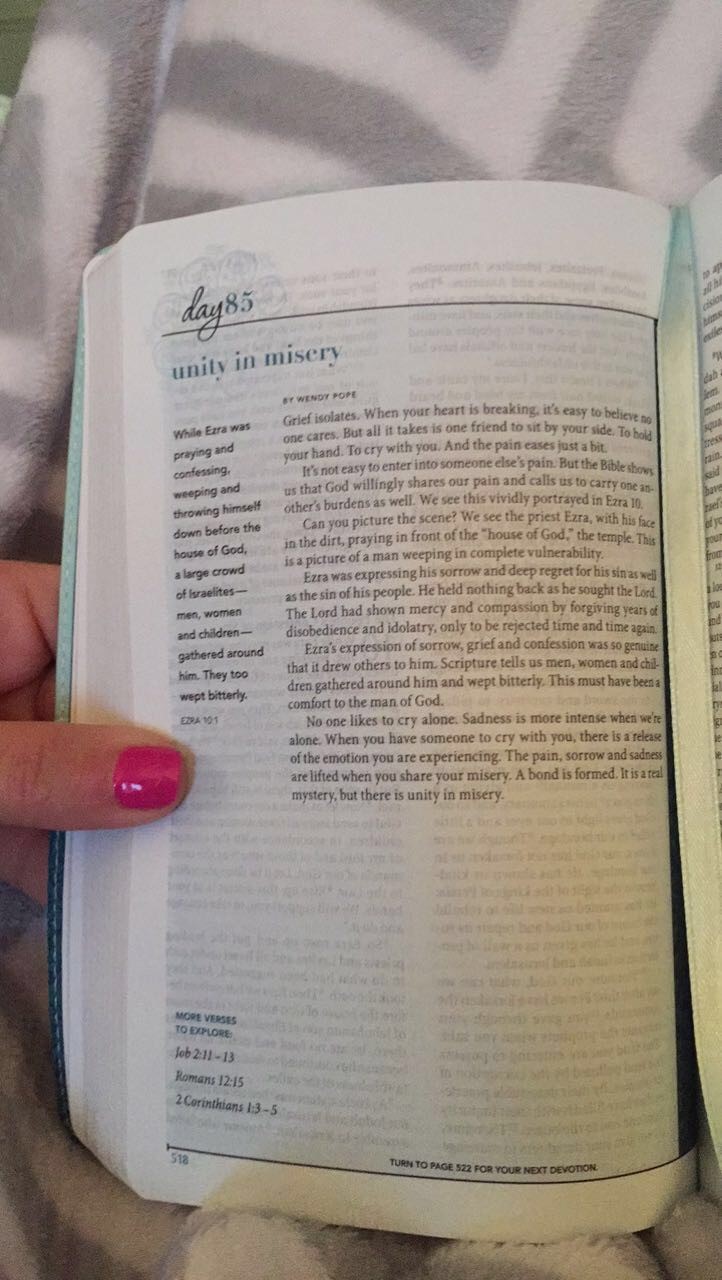 day85
unity in misery
BY WENDY POPE
While Ezra was
praying and
confessing,
weeping and
throwing himself
down before the
house of God,
a large crowd
of Israelites—
men, women
and children—
gathered around
him. They too
wept bitterly.
EZRA 10:1
Grief isolates. When your heart is breaking, it's easy to believe no
one cares. But all it takes is one friend to sit by your side. To hold
your hand. To cry with you. And the pain eases just a bit.
It's not easy to enter into someone else's pain. But the Bible shows
us that God willingly shares our pain and calls us to carry one an-
other's burdens as well. We see this vividly portrayed in Ezra 10.
Can you picture the scene? We see the priest Ezra, with his face
in the dirt, praying in front of the "house of God," the temple. This
is a picture of a man weeping in complete vulnerability.
Ezra was expressing his sorrow and deep regret for his sin as well
as the sin of his people. He held nothing back as he sought the Lord.
The Lord had shown mercy and compassion by forgiving years of
disobedience and idolatry, only to be rejected time and time again.
Ezra's expression of sorrow, grief and confession was so genuine
that it drew others to him. Scripture tells us men, women and chil-
dren gathered around him and wept bitterly. This must have been a
comfort to the man of God.
No one likes to cry alone. Sadness is more intense when we're
alone. When you have someone to cry with you, there is a release
of the emotion you are experiencing. The pain, sorrow and sadness
are lifted when you share your misery. A bond is formed. It is a real
mystery, but there is unity in misery.
MORE VERSES
TO EXPLORE:
Job 2:11–13
Romans 12:15
2 Corinthians 1:3–5
518
TURN TO PAGE 522 FOR YOUR NEXT DEVOTION.